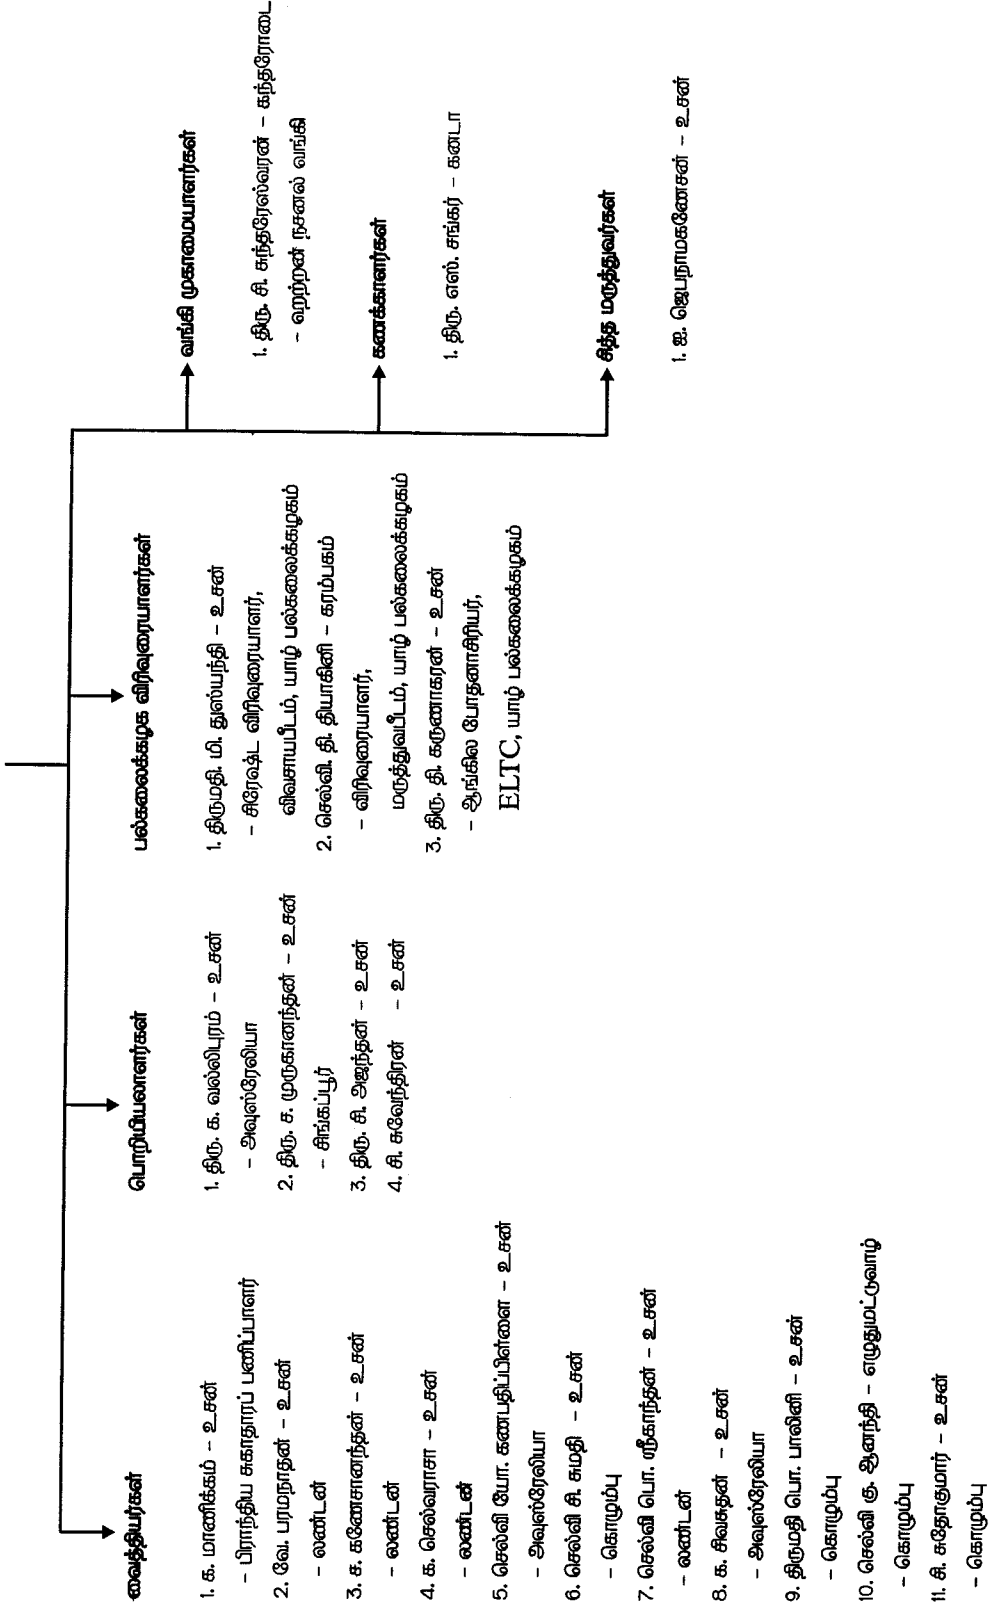 வைத்தியர்கள்
1. க. மாணிக்கம் – உசன்
– பிராந்திய சுகாதாரப் பணிப்பாளர்
2. வே. பரமநாதன் – உசன்
– லண்டன்
3. ச. கணேசானந்தன் – உசன்
– லண்டன்
4. க. செல்வராசா – உசன்
– லண்டன்
5. செல்வி யோ. கணபதிப்பிள்ளை – உசன்
– அவுஸ்ரேலியா
6. செல்வி சி. சுமதி – உசன்
– கொழும்பு
7. செல்வி பொ. ஸ்ரீகாந்தன் – உசன்
– லண்டன்
8. க. சிவசுதன் – உசன்
– அவுஸ்ரேலியா
9. திருமதி பொ. பாலினி – உசன்
– கொழும்பு
10. செல்வி கு. ஆனந்தி – எழுதுமட்டுவாழ்
– கொழும்பு
11. சி. சுதேரகுமார் – உசன்
– கொழும்பு
பொறியியலாளர்கள்
1. திரு. க. வல்லிபுரம் – உசன்
– அவுஸ்ரேலியா
2. திரு. ச. முருகானந்தன் – உசன்
– சிங்கப்பூர்
3. திரு. சி. அஜந்தன் – உசன்
4. சி. சுவேந்திரன் – உசன்
பல்கலைக்கழக விரிவுரையாளர்கள்
1. திருமதி. மி. துஸ்யந்தி – உசன்
– சிரேஷ்ட விரிவுரையாளர்,
விவசாயபீடம், யாழ் பல்கலைக்கழகம்
2. செல்வி. தி. தியாகினி – கரம்பகம்
– விரிவுரையாளர்,
மருத்துவபீடம், யாழ் பல்கலைக்கழகம்
3. திரு. தி. கருணாகரன் – உசன்
– ஆங்கில போதனாசிரியர்,
ELTC, யாழ் பல்கலைக்கழகம்
வங்கி முகாமையாளர்கள்
1. திரு. சி. சுந்தரேஸ்வரன் – கந்தரோடை
– ஹற்றன் நசனல் வங்கி
கணக்காளர்கள்
1. திரு. எஸ். சங்கர் – கனடா
சித்த மருத்துவர்கள்
1. ஐ. ஜெபநாமகணேசன் – உசன்